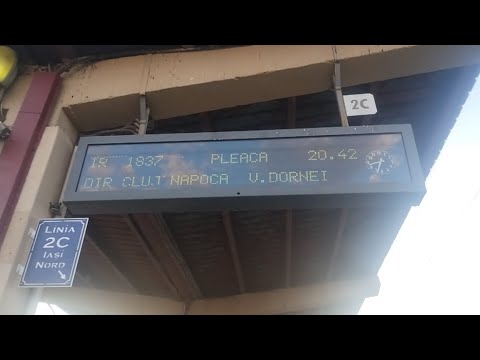 2C
IR 1837 PLEACA 20.42
DIR CLUJ NAPOCA V.DORNEI
LINIA
2C
IASI
NORD